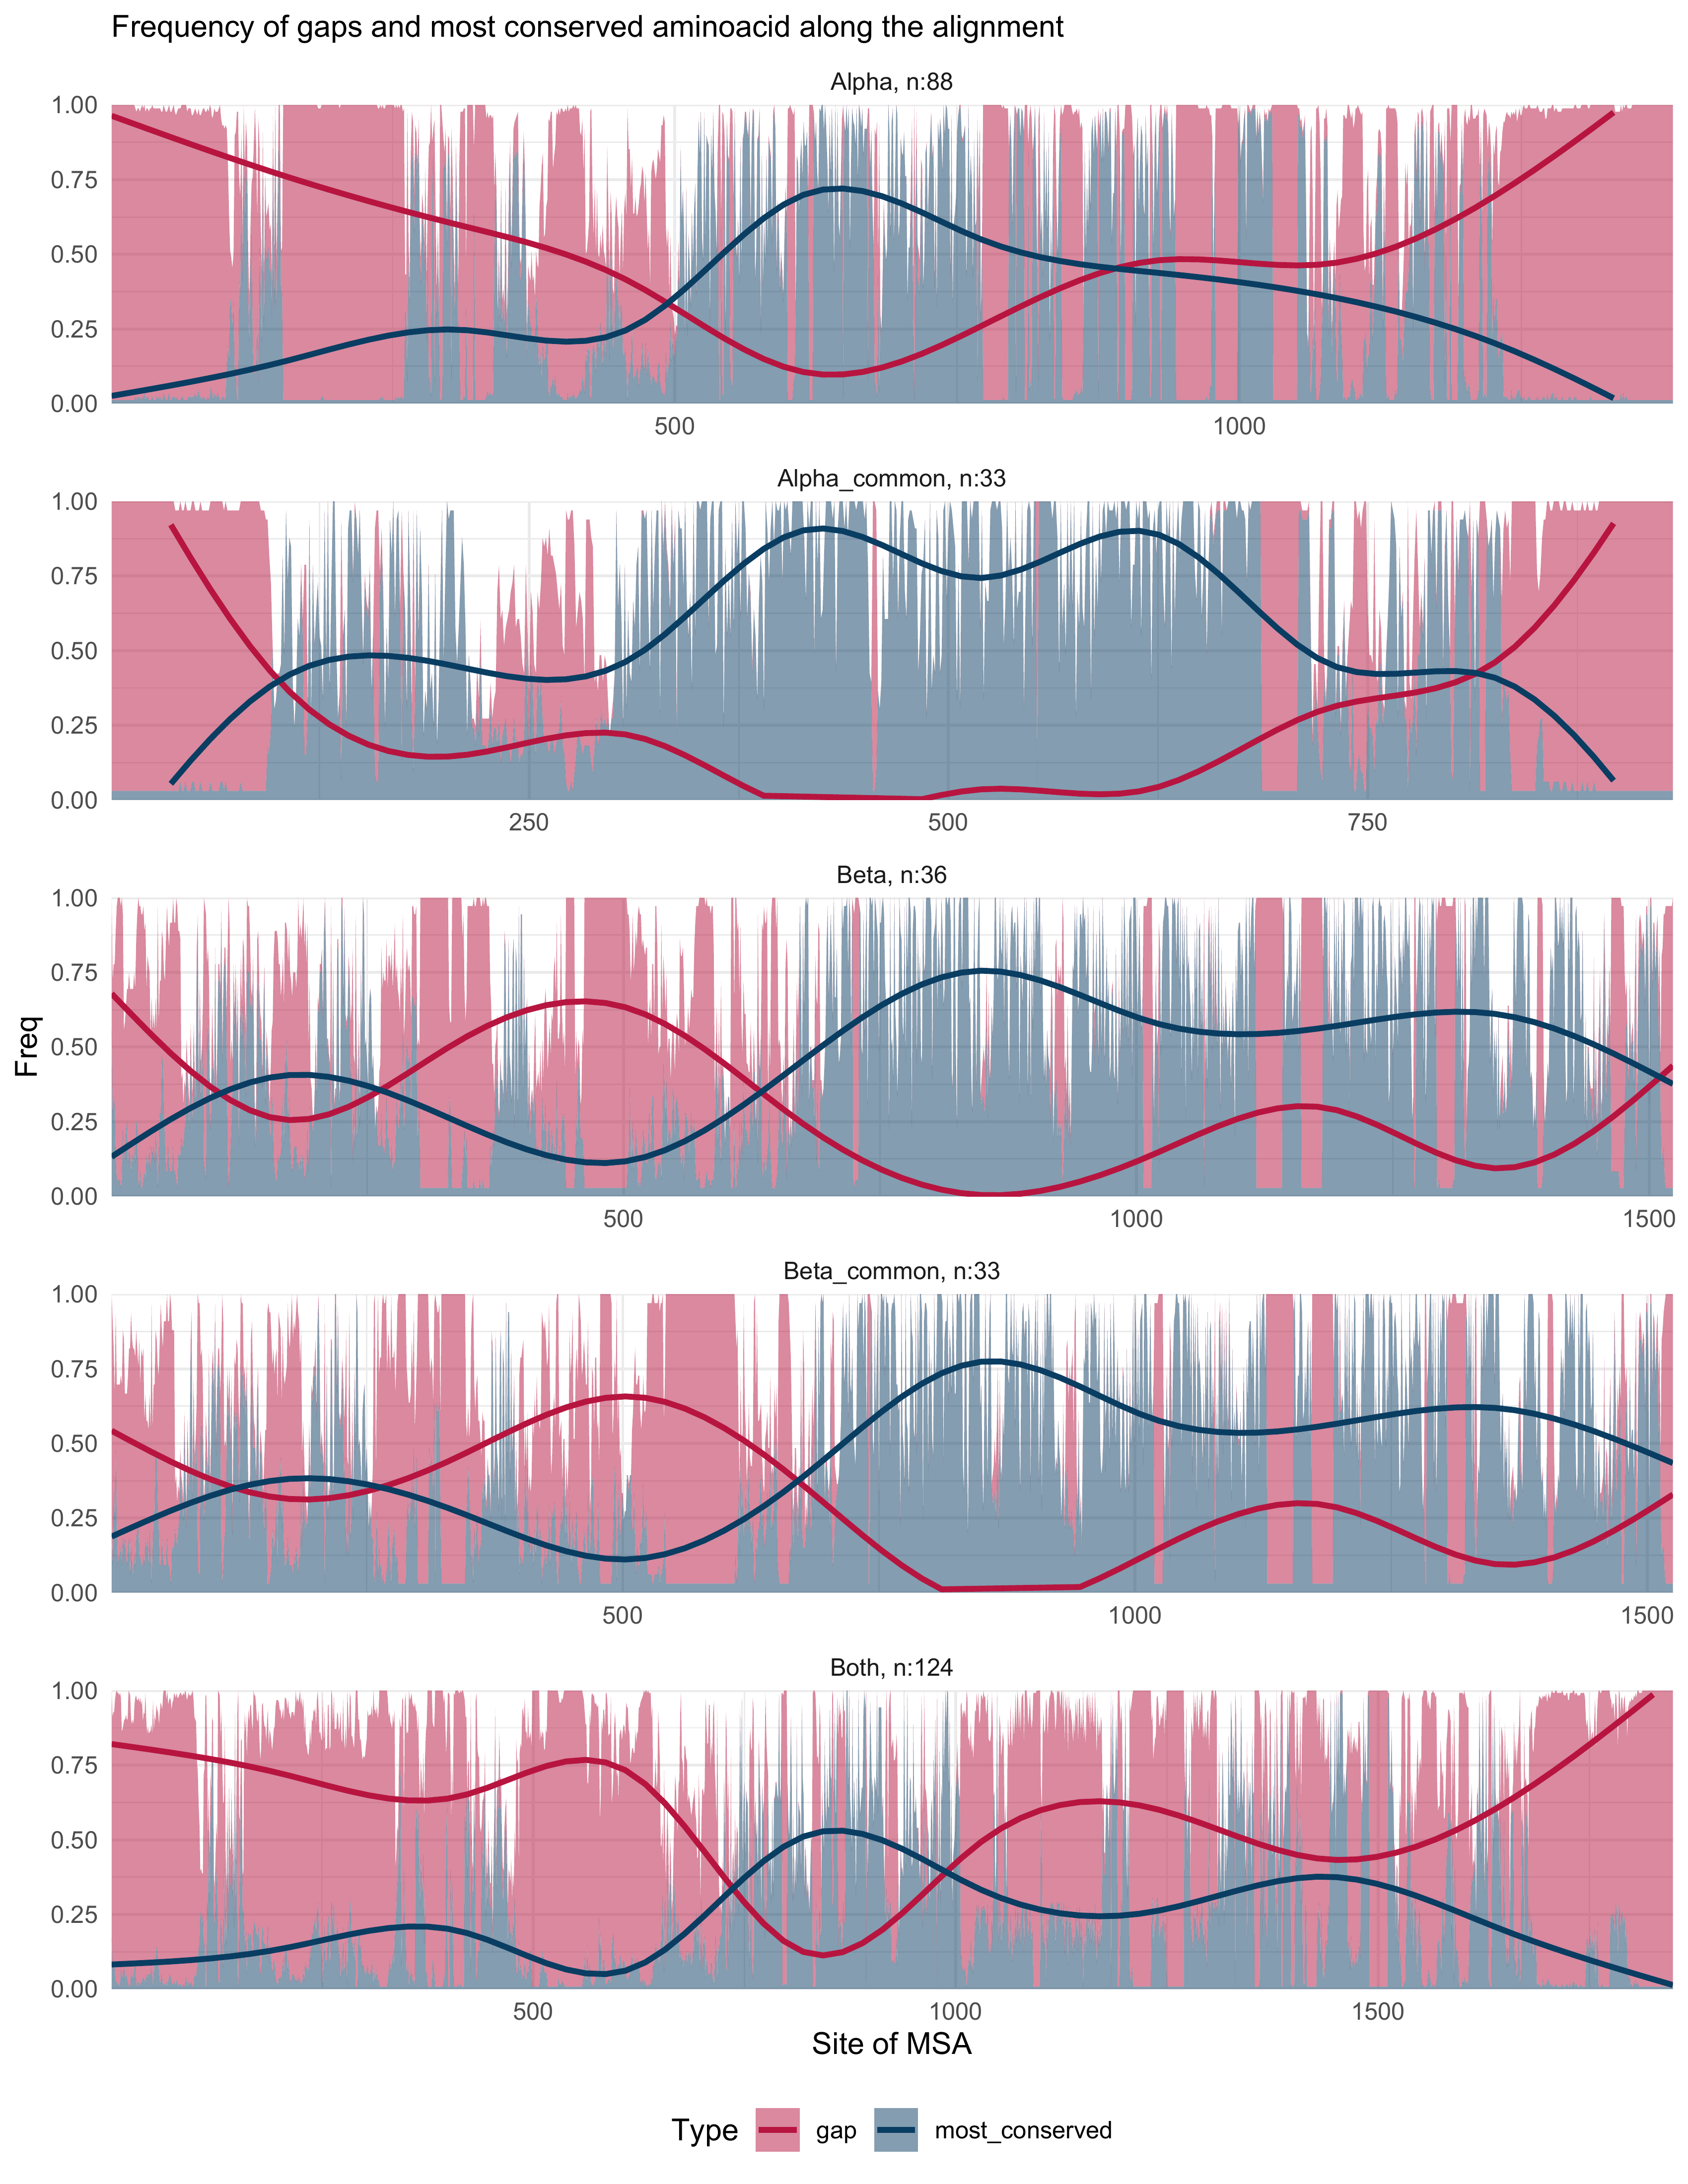 Frequency of gaps and most conserved aminoacid along the alignment
Alpha, n:88
1.00
0.75
0.50
0.25
0.00
500 1000
Alpha_common, n:33
1.00
0.75
0.50
0.25
0.00
250 500 750
Beta, n:36
1.00
0.75
0.50
0.25
0.00
500 1000 1500
Freq
Beta_common, n:33
1.00
0.75
0.50
0.25
0.00
500 1000 1500
Both, n:124
1.00
0.75
0.50
0.25
0.00
500 1000 1500
Site of MSA
Type gap most_conserved